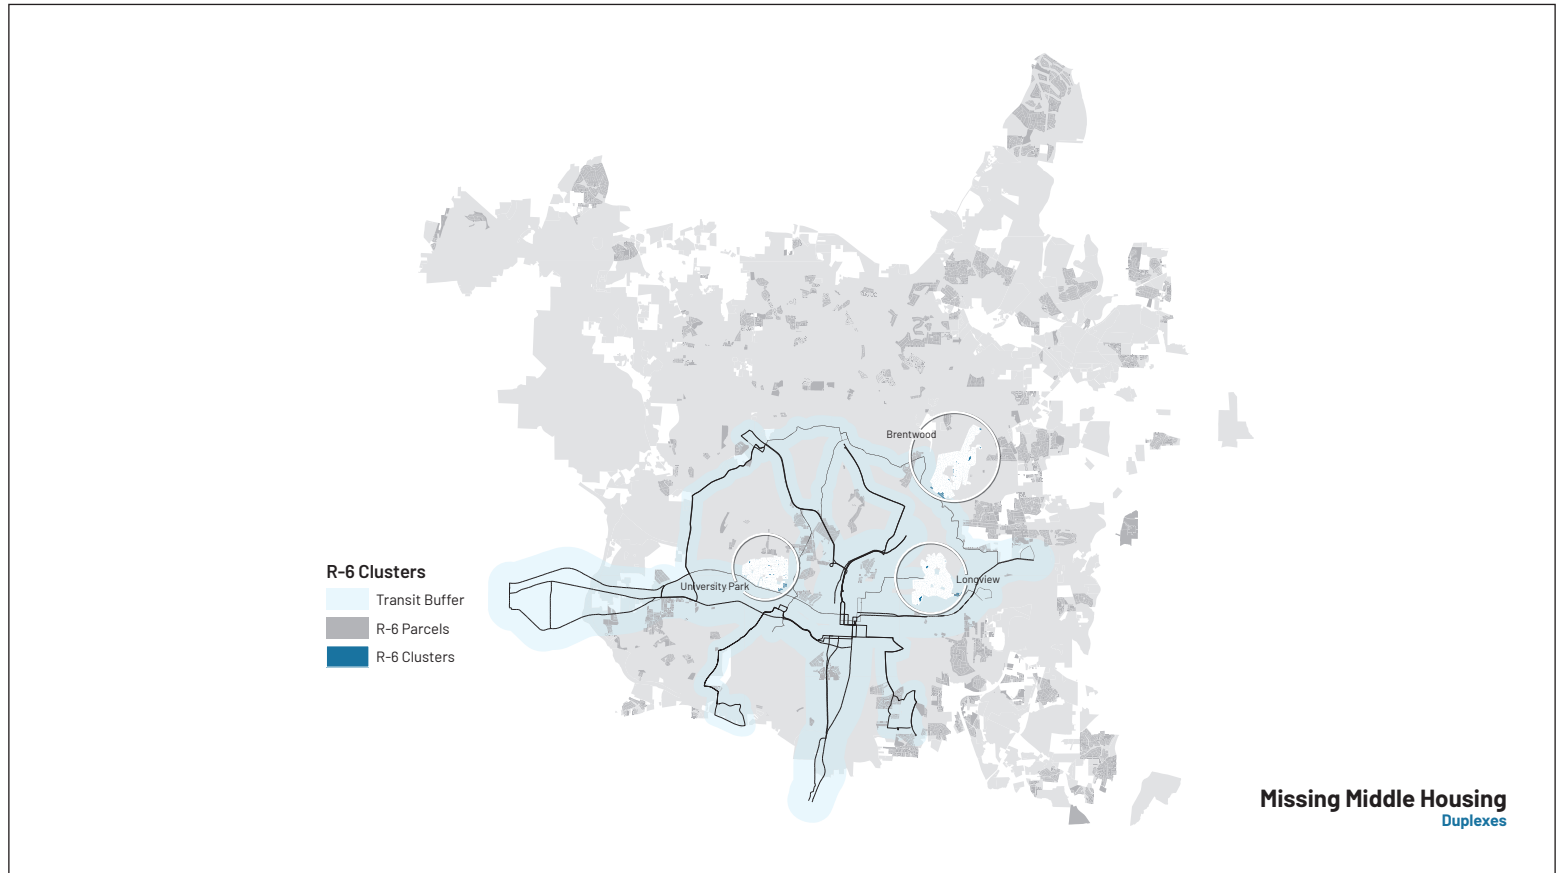 Brentwood
University Park
Longview
R-6 Clusters
Transit Buffer
R-6 Parcels
R-6 Clusters
Missing Middle Housing
Duplexes